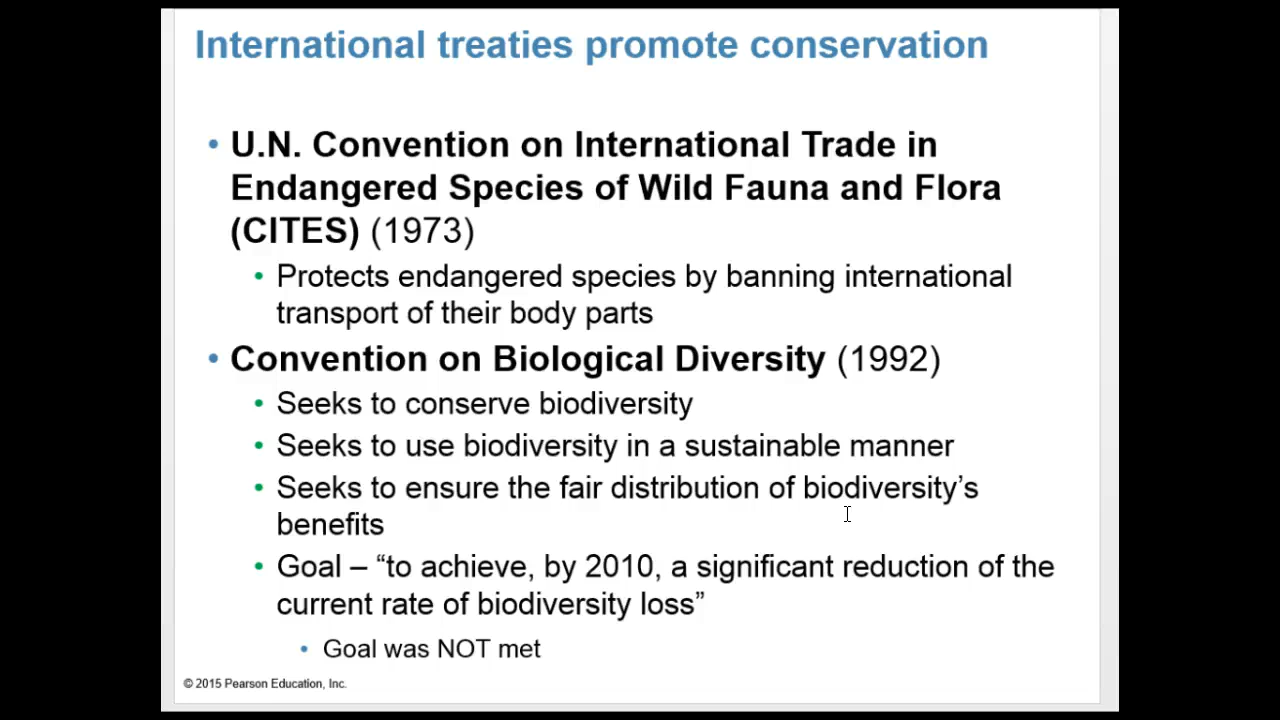 International treaties promote conservation
• U.N. Convention on International Trade in
Endangered Species of Wild Fauna and Flora
(CITES) (1973)
• Protects endangered species by banning international
transport of their body parts
• Convention on Biological Diversity (1992)
• Seeks to conserve biodiversity
• Seeks to use biodiversity in a sustainable manner
• Seeks to ensure the fair distribution of biodiversity’s
benefits
• Goal – “to achieve, by 2010, a significant reduction of the
current rate of biodiversity loss”
• Goal was NOT met
© 2015 Pearson Education, Inc.